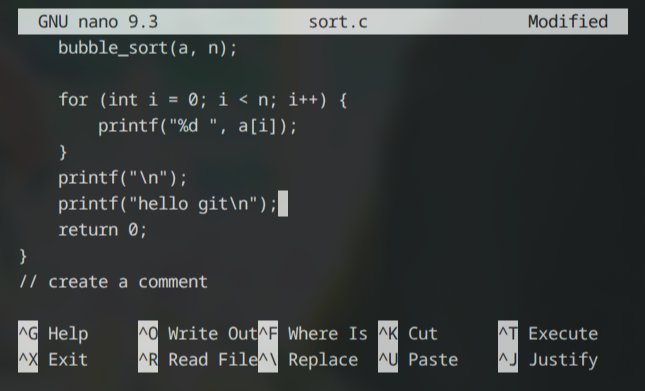 GNU nano 9.3 sort.c Modified
bubble_sort(a, n);
for (int i = 0; i < n; i++) {
printf("%d ", a[i]);
}
printf("\n");
printf("hello git\n");
return 0;
}
// create a comment
^G Help ^O Write Out ^F Where Is ^K Cut ^T Execute
^X Exit ^R Read File ^\ Replace ^U Paste ^J Justify